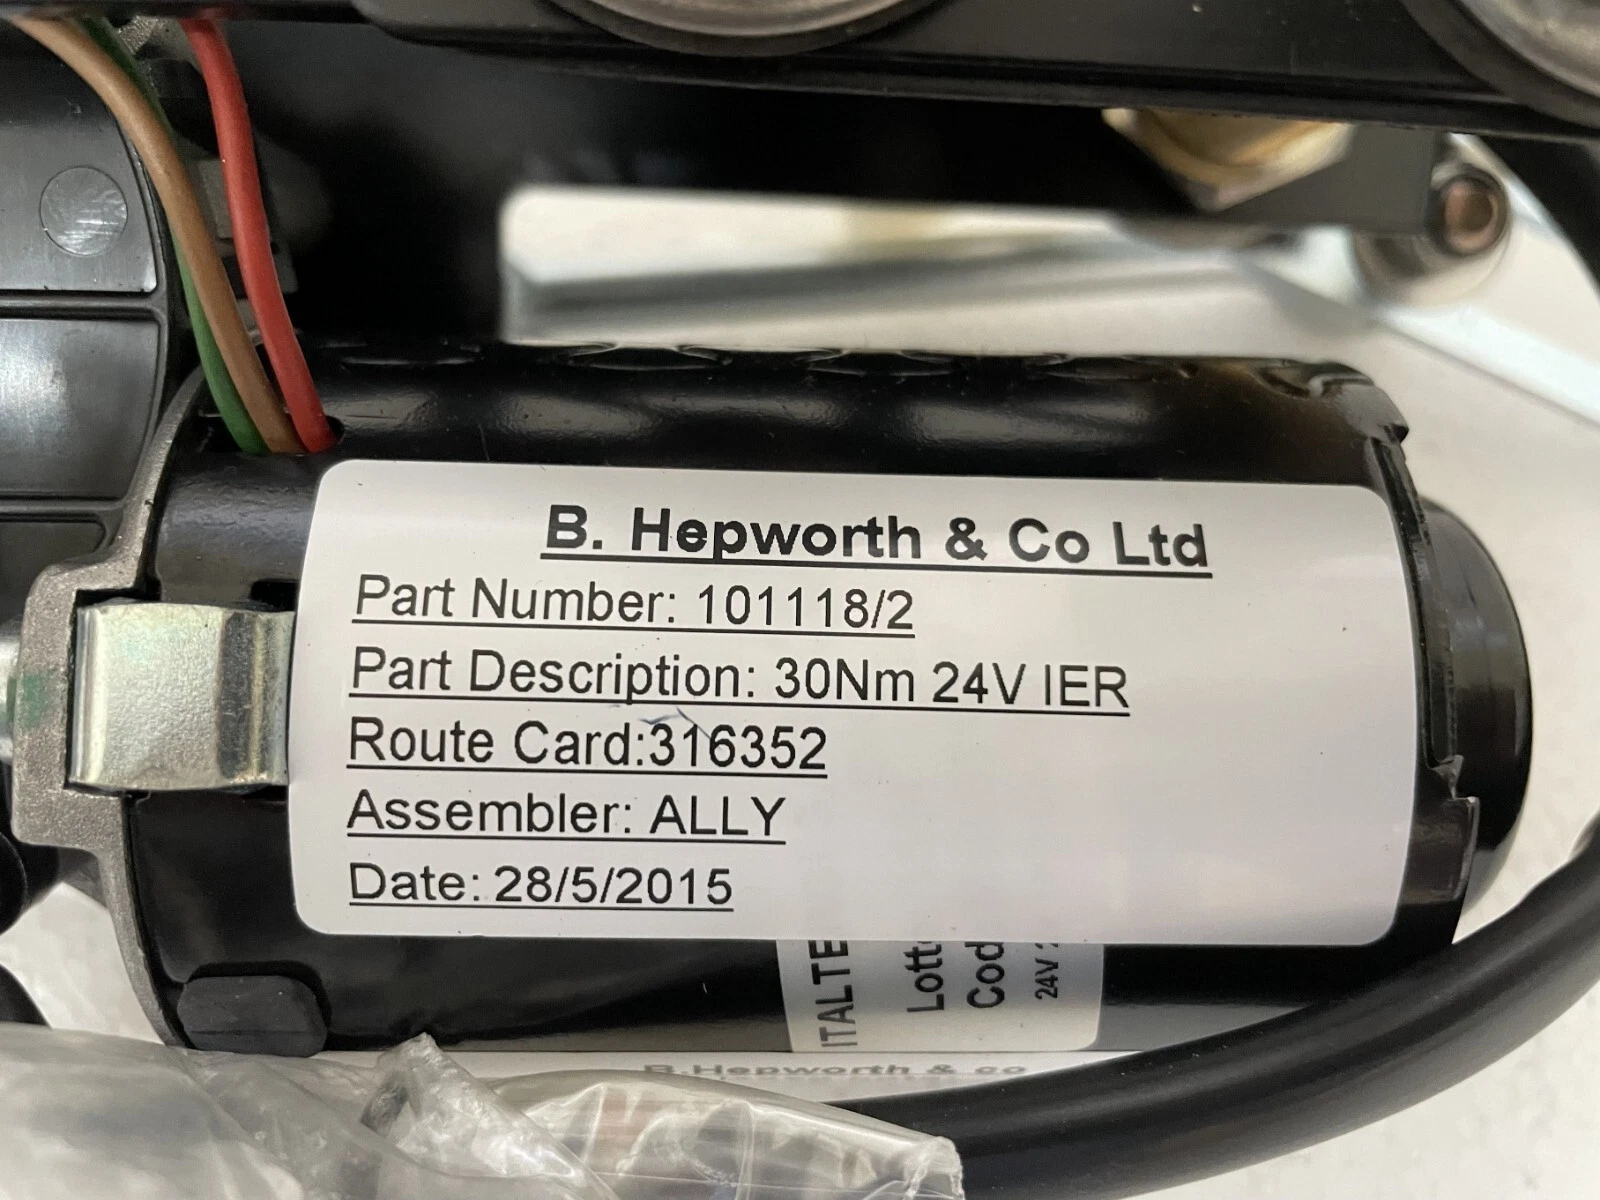 B. Hepworth & Co Ltd
Part Number: 101118/2
Part Description: 30Nm 24V IER
Route Card:316352
Assembler: ALLY
Date: 28/5/2015
ITALTE
Lott
Cod
24V
B.Hepworth & co